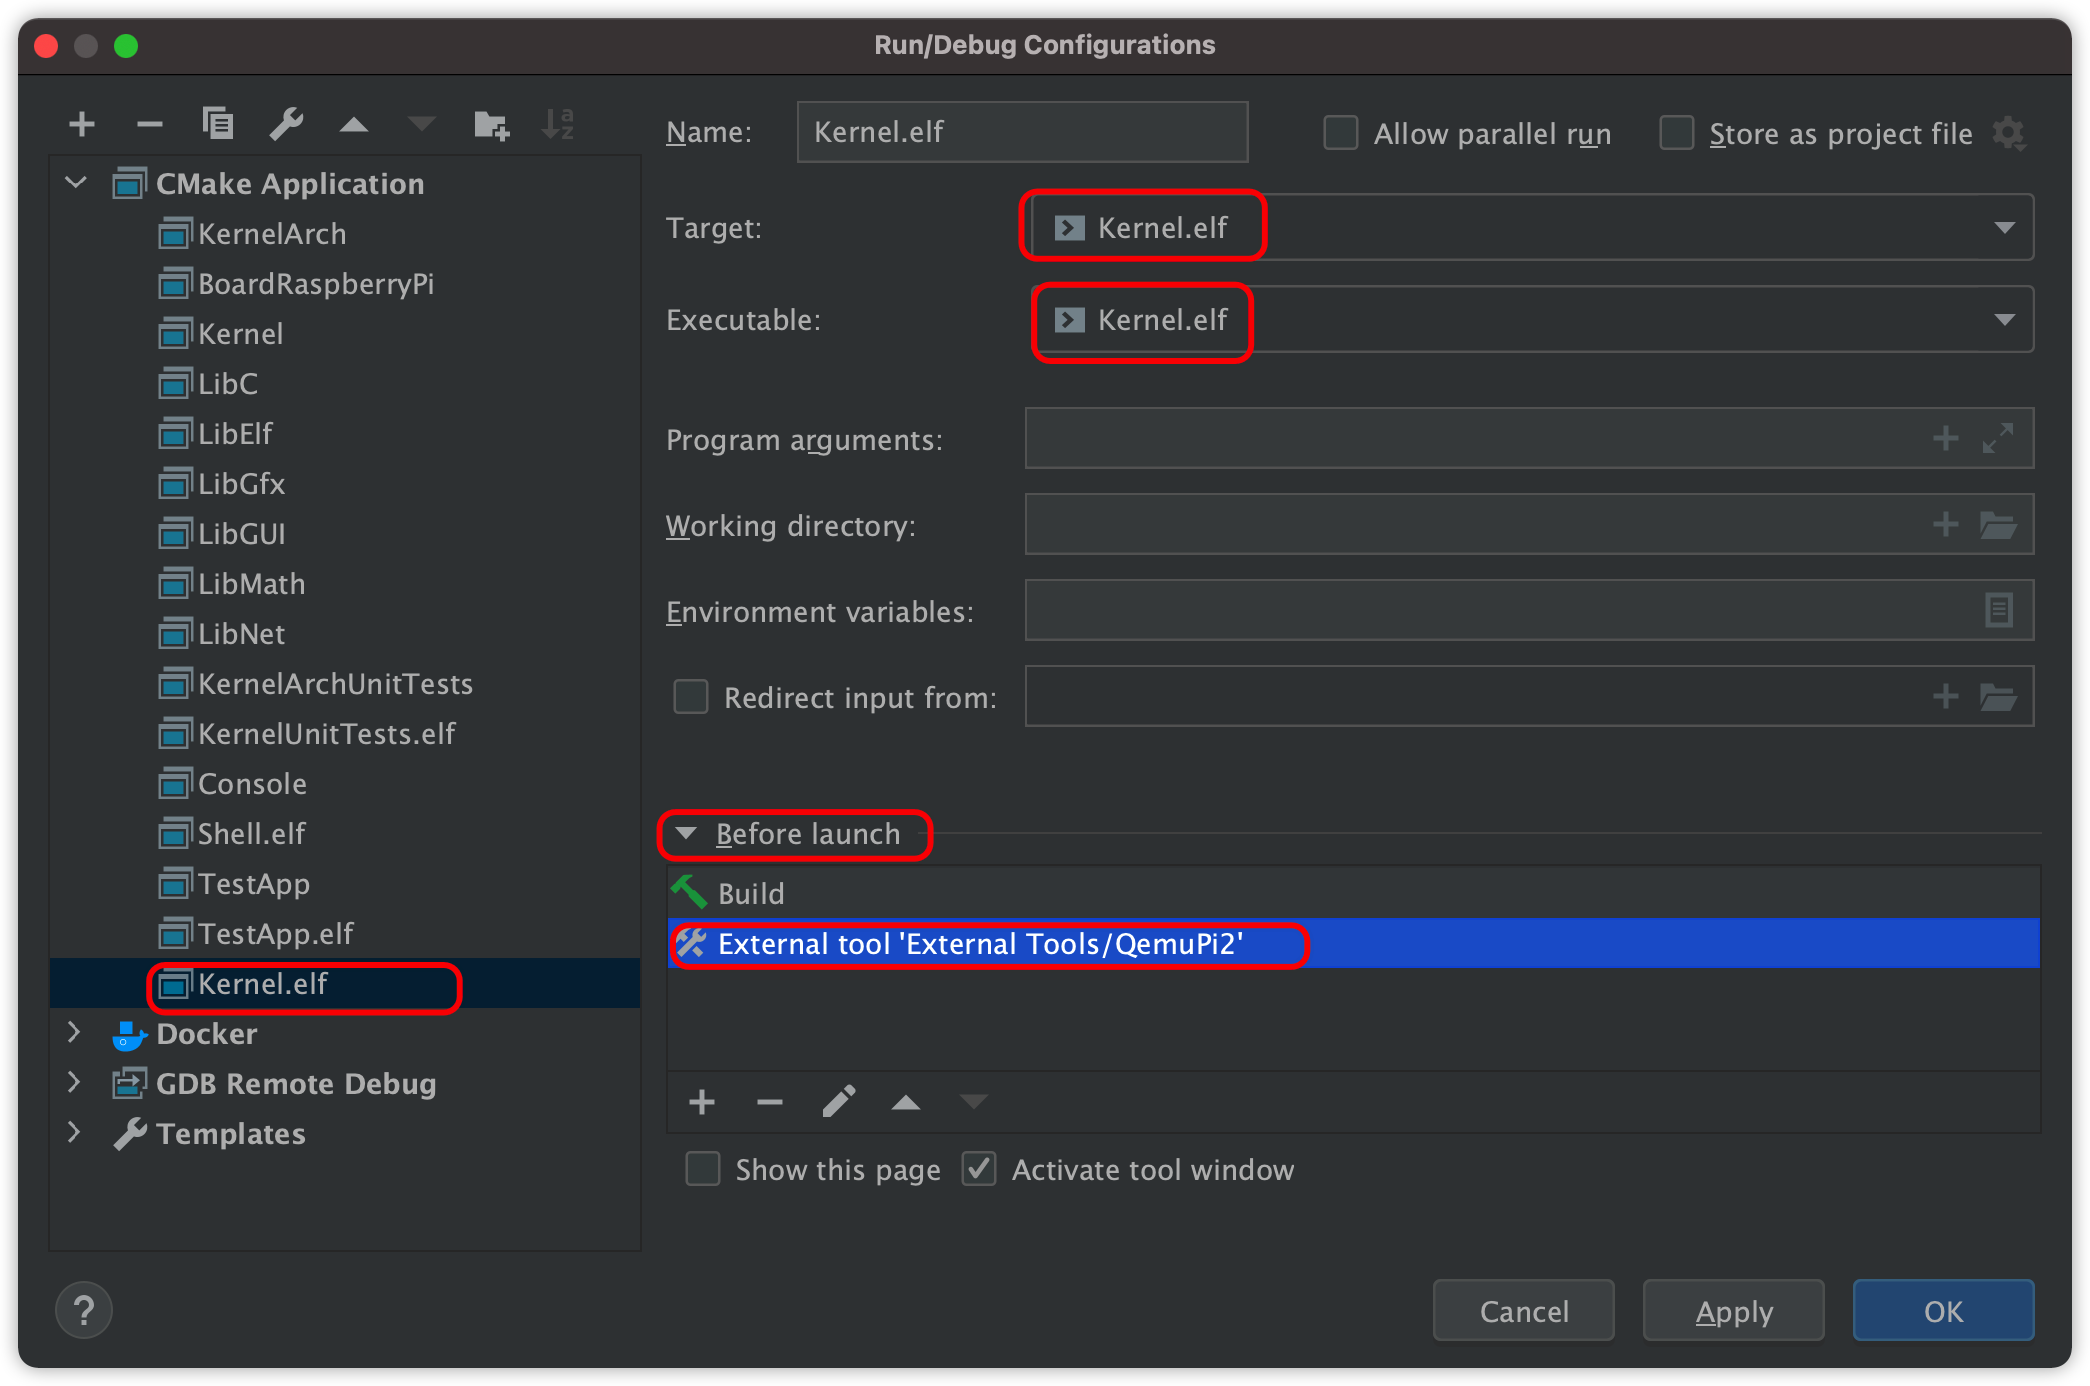 Run/Debug Configurations
CMake Application
KernelArch
BoardRaspberryPi
Kernel
LibC
LibElf
LibGfx
LibGUI
LibMath
LibNet
KernelArchUnitTests
KernelUnitTests.elf
Console
Shell.elf
TestApp
TestApp.elf
Kernel.elf
Docker
GDB Remote Debug
Templates
Name: Kernel.elf Allow parallel run Store as project file
Target: Kernel.elf
Executable: Kernel.elf
Program arguments:
Working directory:
Environment variables:
Redirect input from:
Before launch
Build
External tool 'External Tools/QemuPi2'
Show this page Activate tool window
? Cancel Apply OK